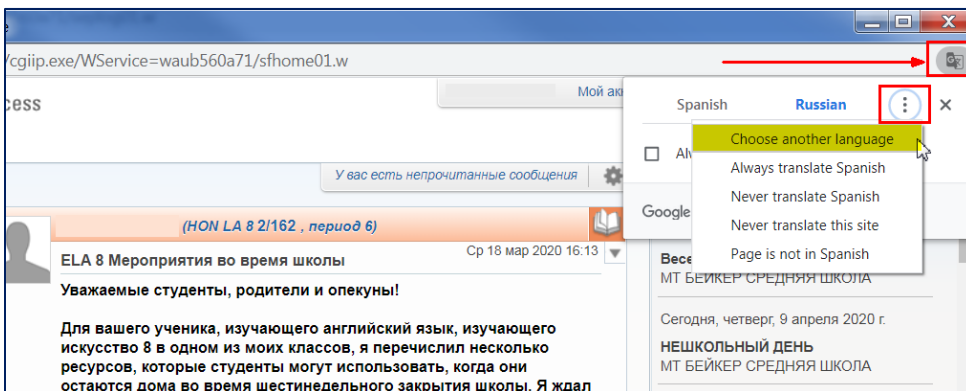 /cgiip.exe/WService=waub560a71/sfhome01.w
cess
Мой ак
Spanish Russian
Choose another language
Always translate Spanish
Never translate Spanish
Never translate this site
Page is not in Spanish
Google
У вас есть непрочитанные сообщения
(HON LA 8 2/162 , период 6)
ELA 8 Мероприятия во время школы
Ср 18 мар 2020 16:13
Уважаемые студенты, родители и опекуны!
Для вашего ученика, изучающего английский язык, изучающего
искусство 8 в одном из моих классов, я перечислил несколько
ресурсов, которые студенты могут использовать, когда они
остаются дома во время шестинедельного закрытия школы. Я ждал
Весе
МТ БЕЙКЕР СРЕДНЯЯ ШКОЛА
Сегодня, четверг, 9 апреля 2020 г.
НЕШКОЛЬНЫЙ ДЕНЬ
МТ БЕЙКЕР СРЕДНЯЯ ШКОЛА